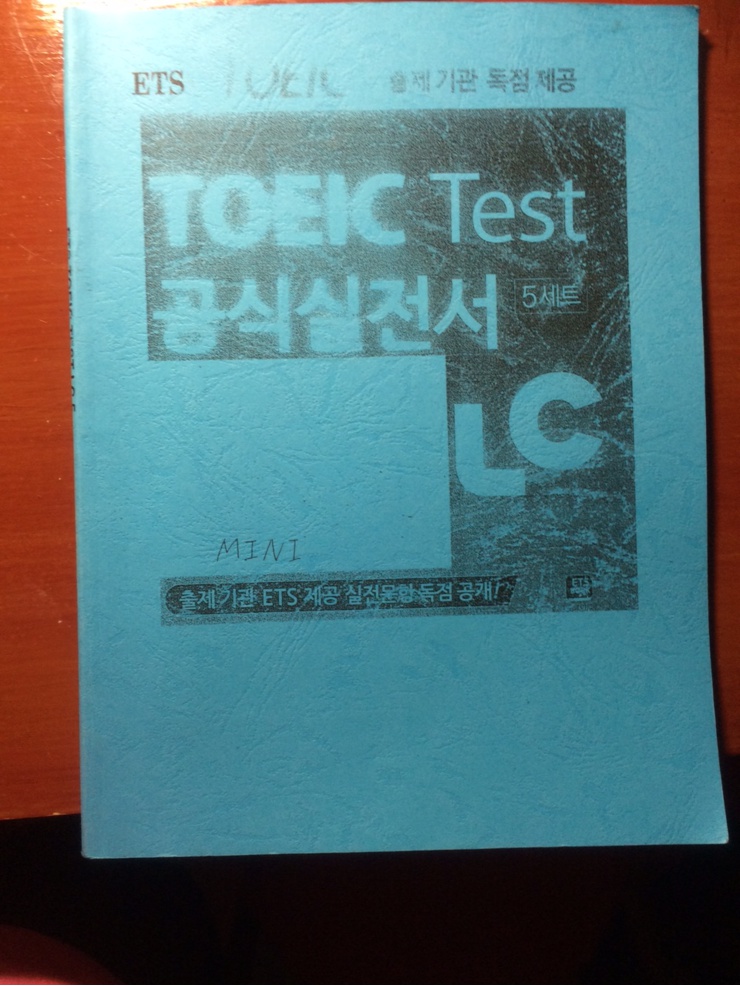 ETS TOEIC 출제 기관 독점 제공
TOEIC Test
공식실전서 5세트
LC
MINI
출제 기관 ETS 제공 실전문항 독점 공개!
ETS